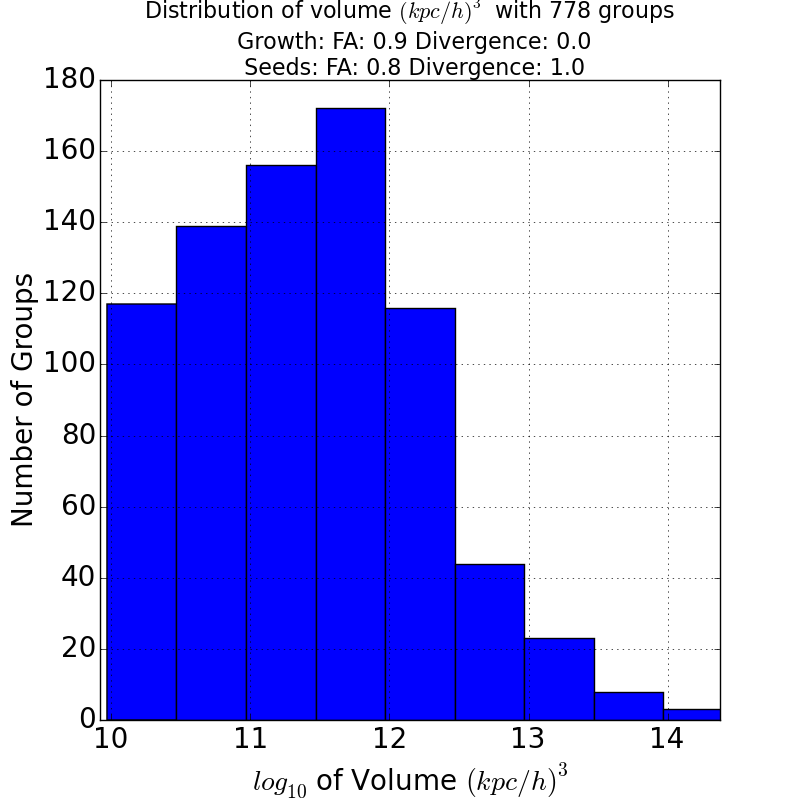 Distribution of volume (kpc/h)³ with 778 groups
Growth: FA: 0.9 Divergence: 0.0
Seeds: FA: 0.8 Divergence: 1.0
180
160
140
120
100
80
60
40
20
0
Number of Groups
10 11 12 13 14
log₁₀ of Volume (kpc/h)³